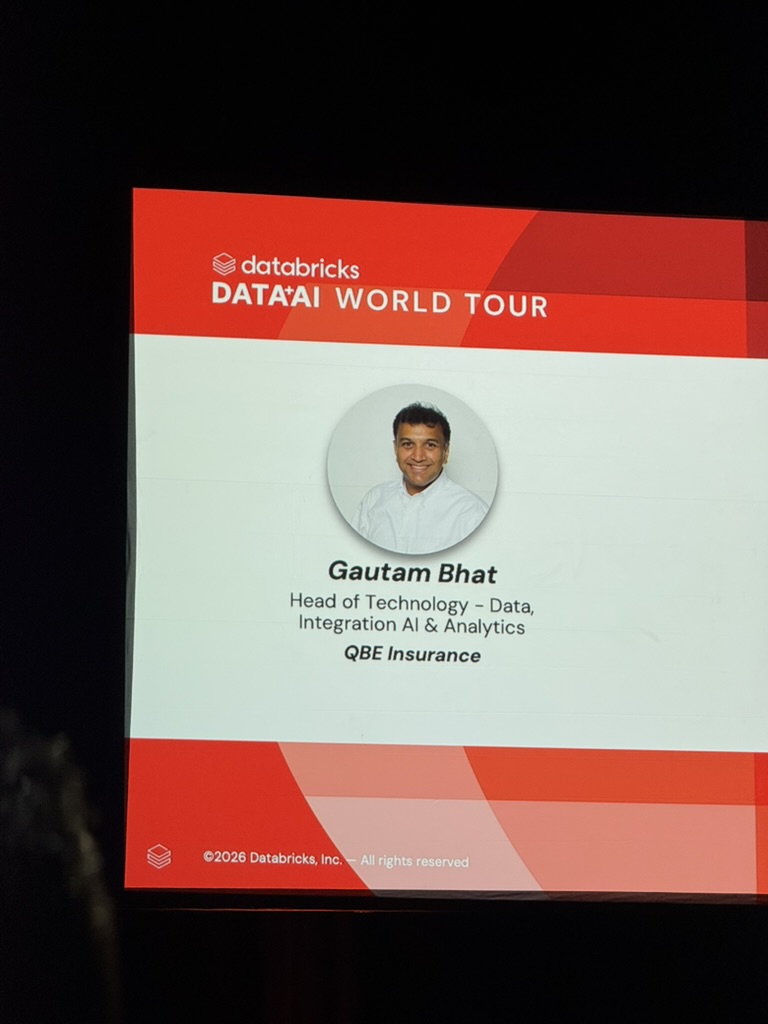 databricks
DATA+AI WORLD TOUR
Gautam Bhat
Head of Technology - Data,
Integration AI & Analytics
QBE Insurance
©2026 Databricks, Inc. — All rights reserved